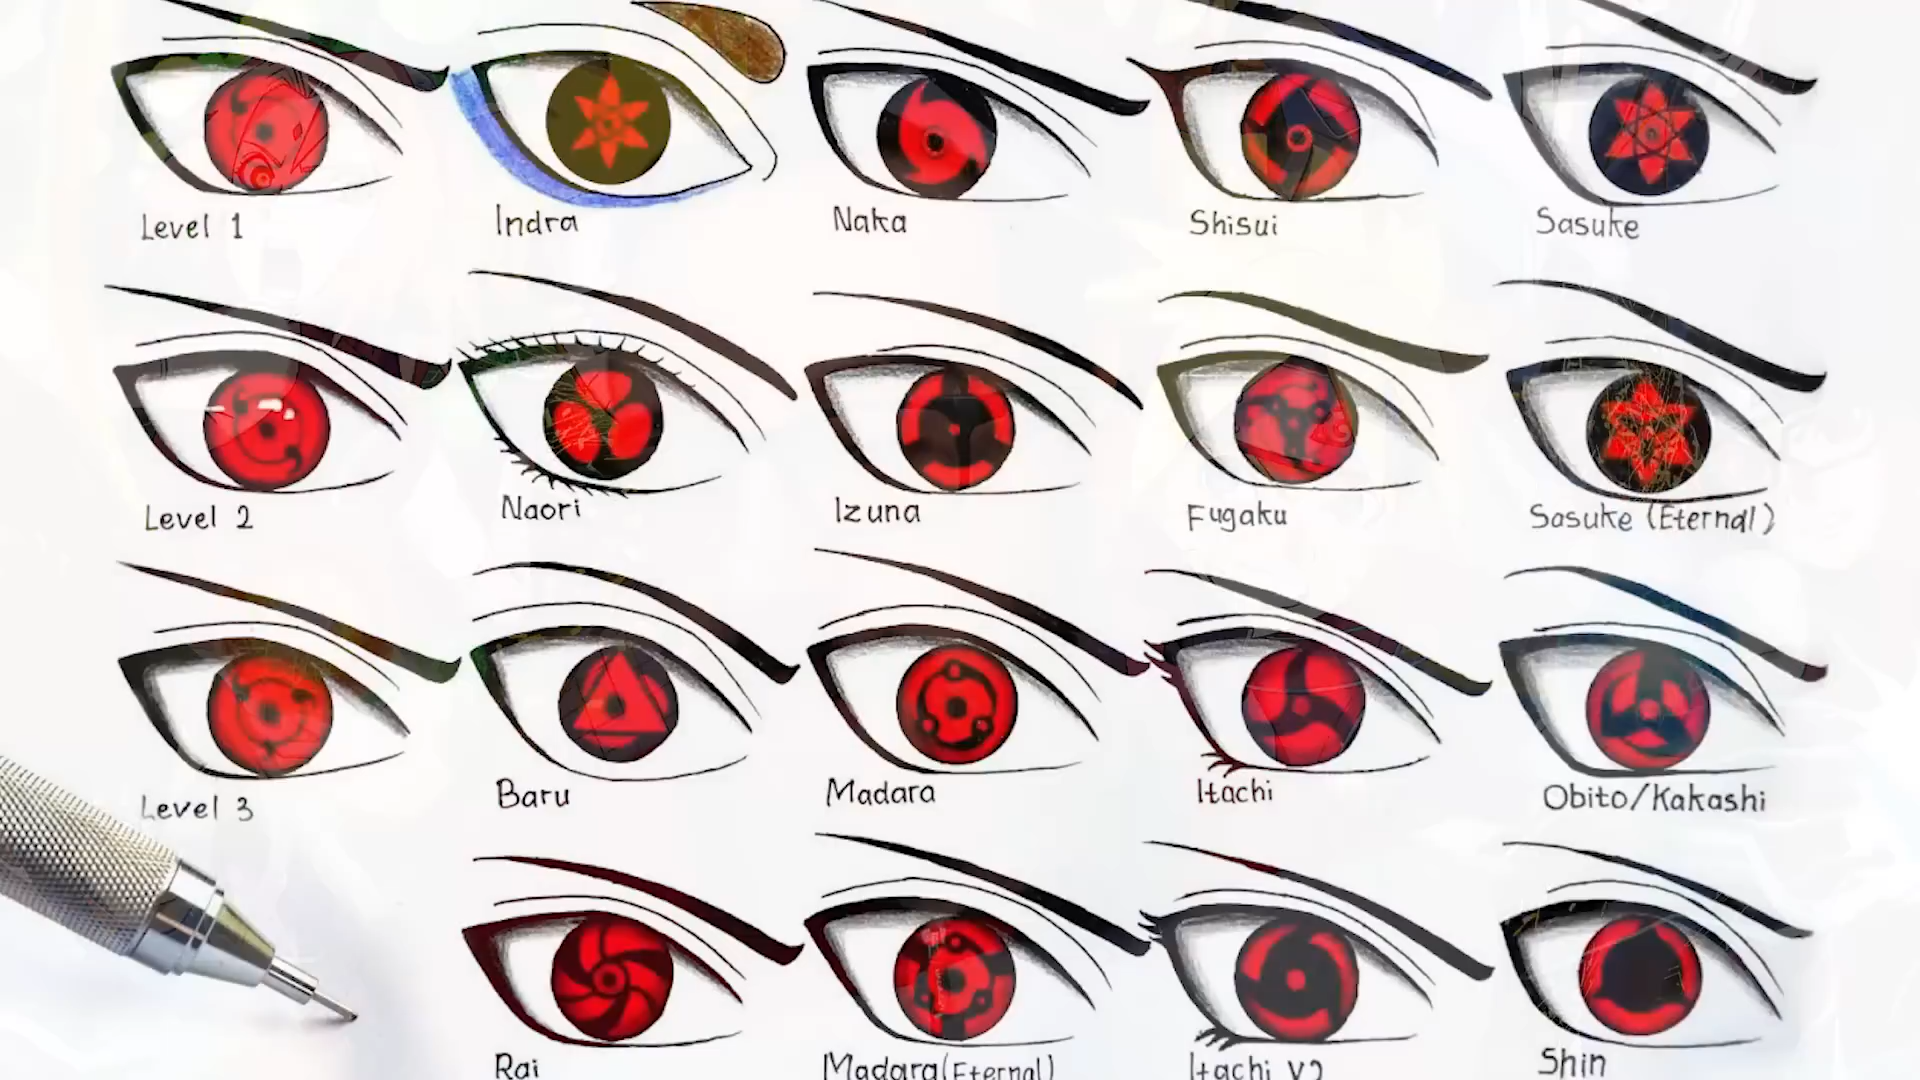 Level 1
Indra
Naka
Shisui
Sasuke
Level 2
Naori
Izuna
Fugaku
Sasuke (Eternal)
Level 3
Baru
Madara
Itachi
Obito/Kakashi
Rai
Madara (Eternal)
Itachi V2
Shin